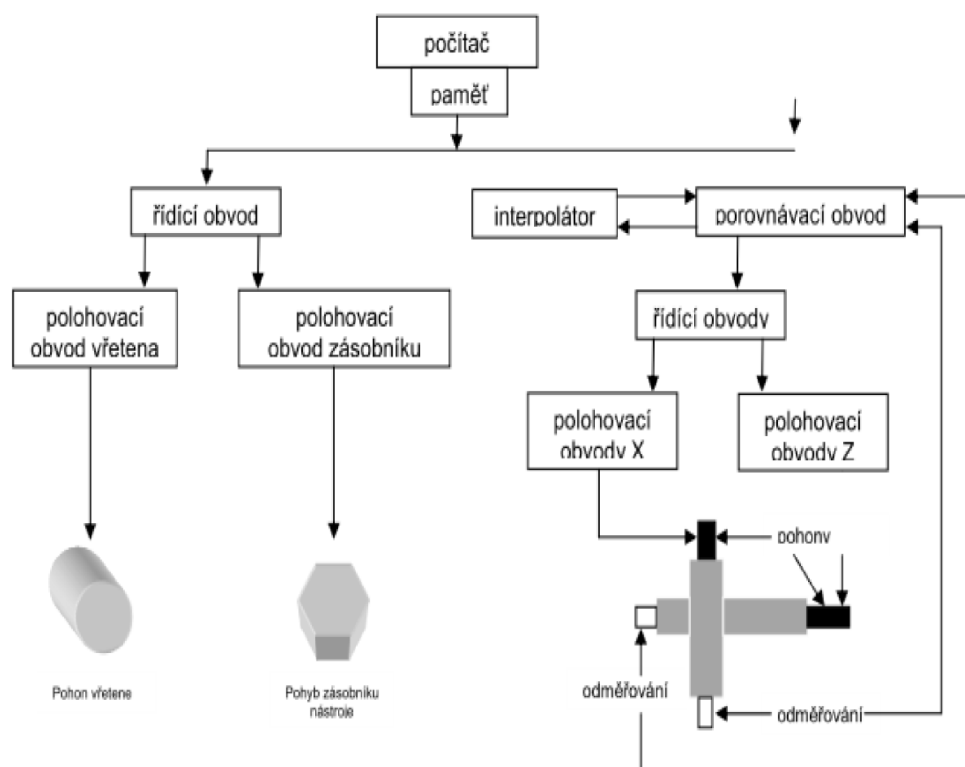 počítač
paměť
řídící obvod
interpolátor
porovnávací obvod
polohovací
obvod vřetena
polohovací
obvod zásobníku
řídící obvody
polohovací
obvody X
polohovací
obvody Z
pohony
odměřování
odměřování
Pohon vřetene
Pohyb zásobníku
nástroje